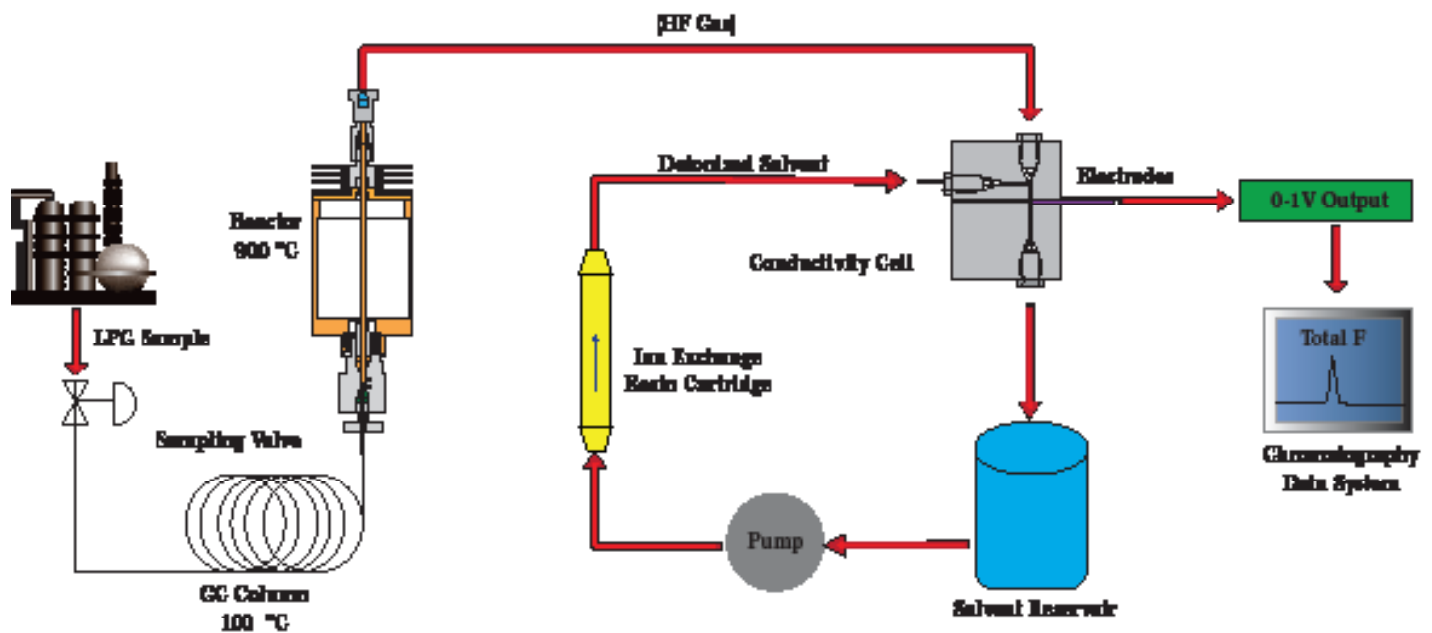 [HF Gas]
Deionized Solvent
Electrodes
0-1V Output
Reactor
900 °C
Conductivity Cell
LPG Sample
Total F
Ion Exchange
Resin Cartridge
Sampling Valve
Chromatography
Data System
Pump
GC Column
100 °C
Solvent Reservoir